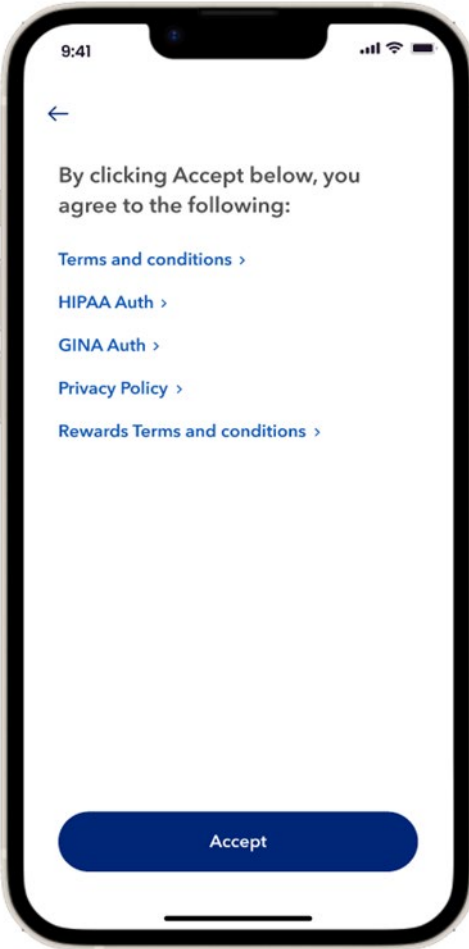 9:41
By clicking Accept below, you
agree to the following:
Terms and conditions >
HIPAA Auth >
GINA Auth >
Privacy Policy >
Rewards Terms and conditions >
Accept